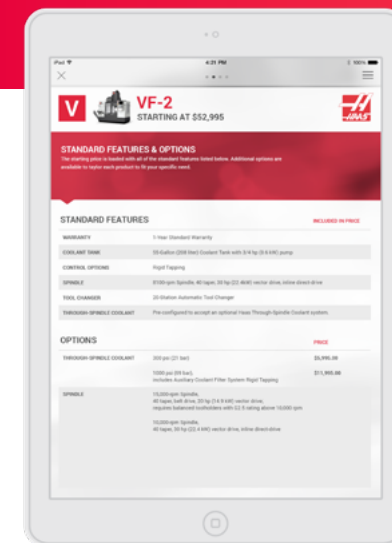 iPad
4:21 PM
100%
V
VF-2
STARTING AT $52,995
HAAS
STANDARD FEATURES & OPTIONS
The starting price is loaded with all of the standard features listed below. Additional options are
available to taylor each product to fit your specific need.
STANDARD FEATURES
INCLUDED IN PRICE
WARRANTY
1-Year Standard Warranty
COOLANT TANK
55-Gallon (208 liter) Coolant Tank with 3/4 hp (5.6 kW) pump
CONTROL OPTIONS
Rigid Tapping
SPINDLE
8100-rpm Spindle, 40 taper, 30 hp (22.4kW) vector drive, inline direct-drive
TOOL CHANGER
20-Station Automatic Tool Changer
THROUGH-SPINDLE COOLANT
Pre-configured to accept an optional Haas Through-Spindle Coolant system.
OPTIONS
PRICE
THROUGH-SPINDLE COOLANT
300 psi (21 bar).
$5,995.00
1000 psi (69 bar),
$11,995.00
includes Auxiliary Coolant Filter System Rigid Tapping
SPINDLE
10,000-rpm Spindle,
40 taper, belt drive, 20 hp (14.9 kW) vector drive,
requires balanced toolholders with G2.5 rating above 10,000 rpm
10,000-rpm Spindle,
40 taper, 30 hp (22.4 kW) vector drive, inline direct-drive